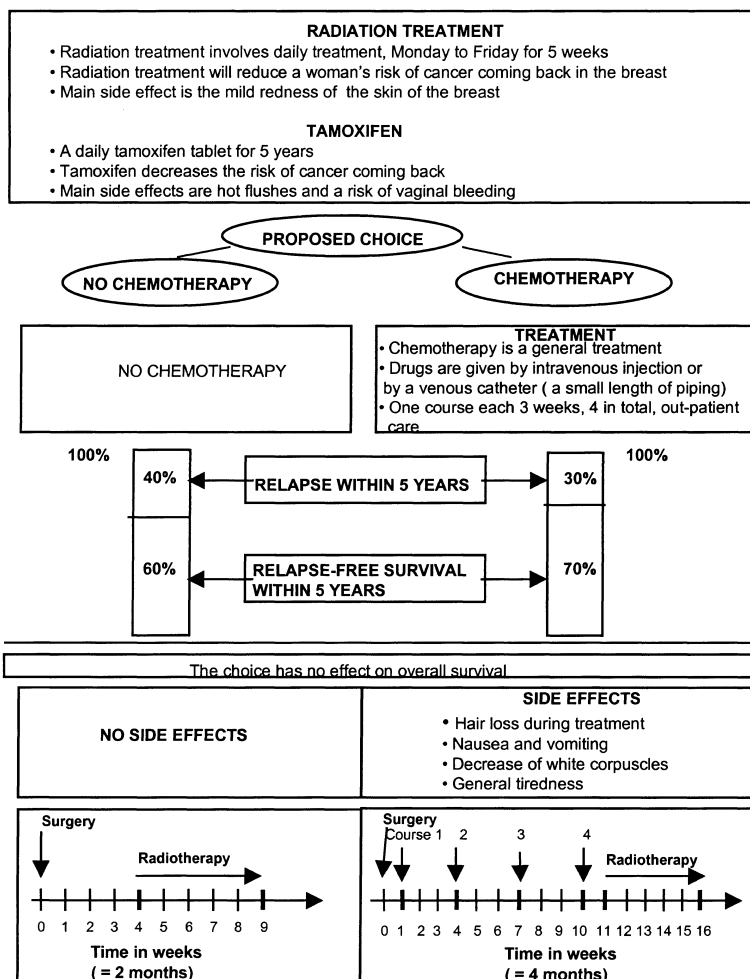 RADIATION TREATMENT
• Radiation treatment involves daily treatment, Monday to Friday for 5 weeks
• Radiation treatment will reduce a woman's risk of cancer coming back in the breast
• Main side effect is the mild redness of the skin of the breast
TAMOXIFEN
• A daily tamoxifen tablet for 5 years
• Tamoxifen decreases the risk of cancer coming back
• Main side effects are hot flushes and a risk of vaginal bleeding
PROPOSED CHOICE
NO CHEMOTHERAPY
CHEMOTHERAPY
NO CHEMOTHERAPY
TREATMENT
• Chemotherapy is a general treatment
• Drugs are given by intravenous injection or
by a venous catheter ( a small length of piping)
• One course each 3 weeks, 4 in total, out-patient
care
100%
100%
40%
RELAPSE WITHIN 5 YEARS
30%
60%
RELAPSE-FREE SURVIVAL
WITHIN 5 YEARS
70%
The choice has no effect on overall survival
NO SIDE EFFECTS
SIDE EFFECTS
• Hair loss during treatment
• Nausea and vomiting
• Decrease of white corpuscles
• General tiredness
Surgery
Radiotherapy
0 1 2 3 4 5 6 7 8 9
Time in weeks
( = 2 months)
Surgery
Course 1 2 3 4
Radiotherapy
0 1 2 3 4 5 6 7 8 9 10 11 12 13 14 15 16
Time in weeks
( = 4 months)